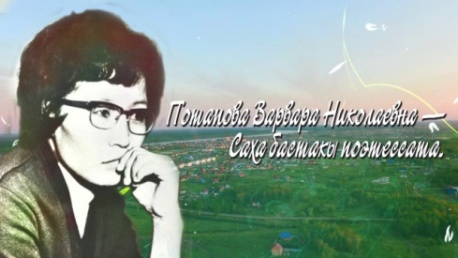 Потапова Варвара Николаевна —
Саха бастакы поэтессата.